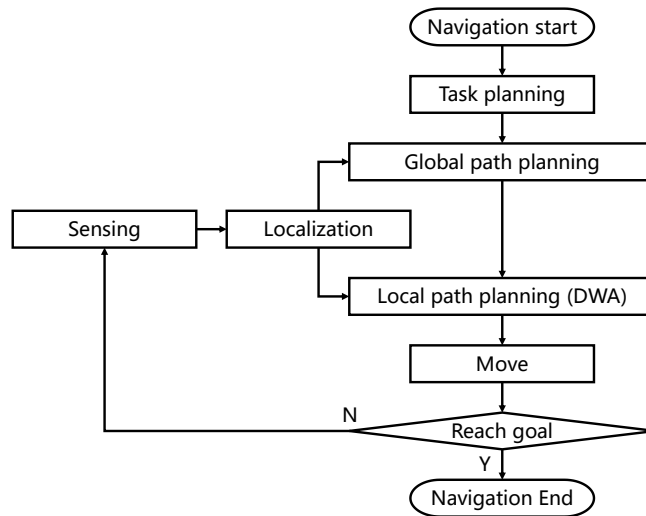 Navigation start
Task planning
Global path planning
Sensing
Localization
Local path planning (DWA)
Move
N
Reach goal
Y
Navigation End